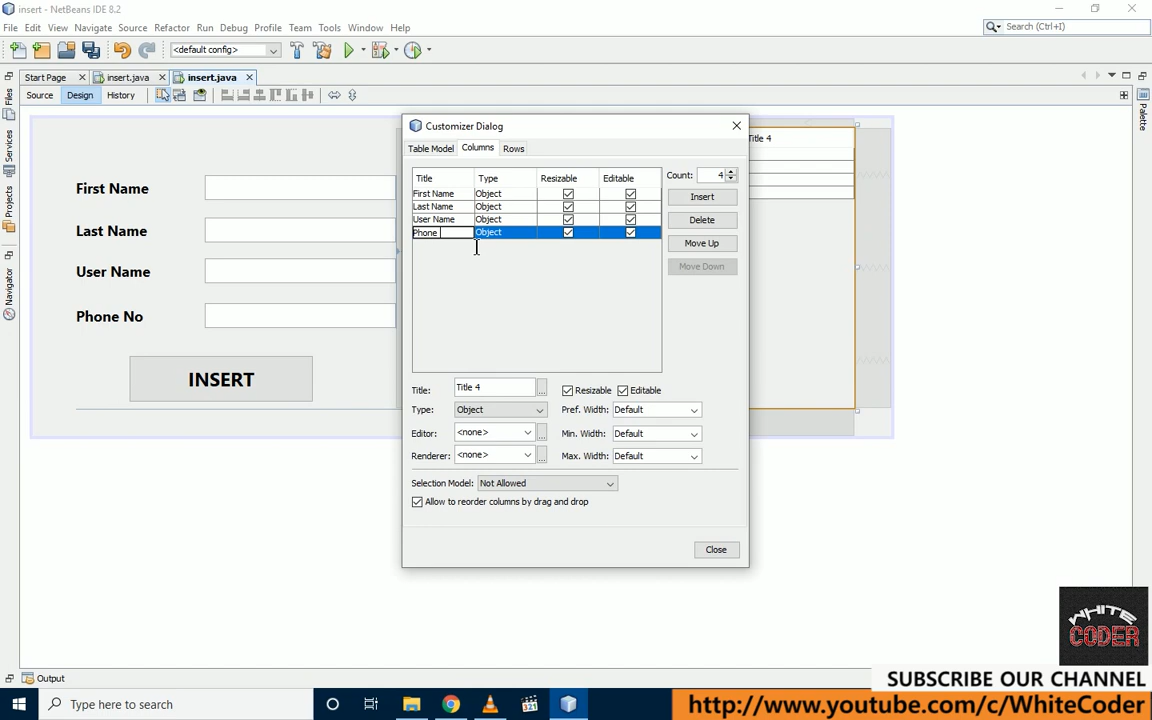 insert - NetBeans IDE 8.2
File Edit View Navigate Source Refactor Run Debug Profile Team Tools Window Help
Search (Ctrl+I)
<default config>
Start Page
insert.java
insert.java
Source Design History
Files
Services
Projects
Navigator
Palette
First Name
Last Name
User Name
Phone No
INSERT
Title 4
Customizer Dialog
Table Model Columns Rows
Title Type Resizable Editable
First Name Object
Last Name Object
User Name Object
Phone Object
Count: 4
Insert
Delete
Move Up
Move Down
Title: Title 4 ... Resizable Editable
Type: Object Pref. Width: Default
Editor: <none> ... Min. Width: Default
Renderer: <none> ... Max. Width: Default
Selection Model: Not Allowed
Allow to reorder columns by drag and drop
Close
WHITE
CODER
Output
SUBSCRIBE OUR CHANNEL
Type here to search
321
http://www.youtube.com/c/WhiteCoder